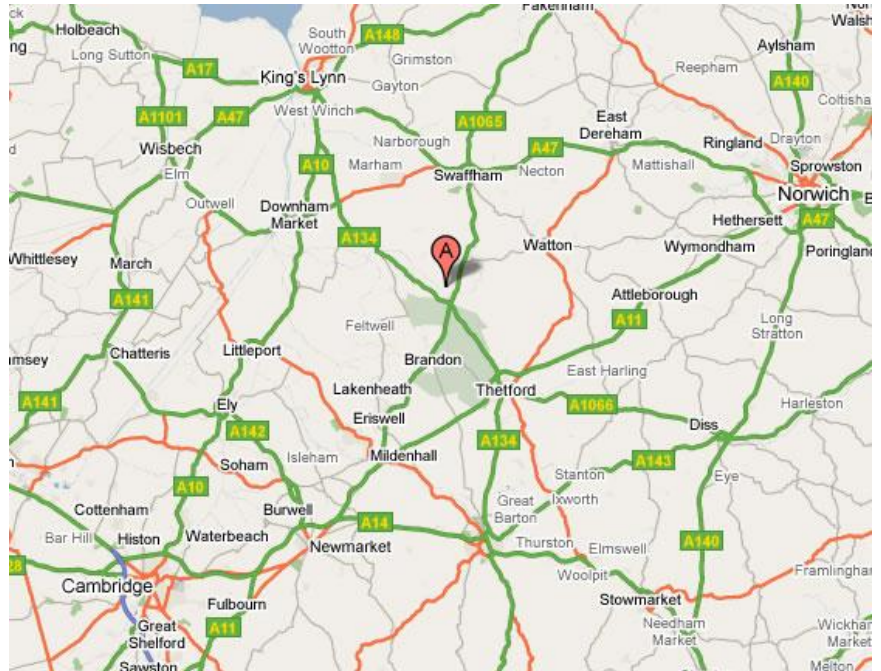 Holbeach
South
Wootton
A148
Fakenham
Aylsham
Long Sutton
A17
King's Lynn
Grimston
Gayton
Reepham
A140
A1101
A47
West Winch
A1065
East
Dereham
Ringland
Drayton
Wisbech
A10
Narborough
A47
Elm
Marham
Swaffham
Necton
Mattishall
Sprowston
Norwich
Outwell
Downham
Market
Hethersett
A47
A134
A
Watton
Wymondham
Poringland
Whittlesey
March
A141
Attleborough
A11
Feltwell
Long
Stratton
Chatteris
Littleport
Brandon
East Harling
A141
Lakenheath
Thetford
A1066
Harleston
Ely
Eriswell
A142
A134
Diss
Soham
Isleham
Mildenhall
A143
Stanton
Eye
A10
Cottenham
Burwell
Great
Barton
Ixworth
Bar Hill
Histon
Waterbeach
A14
Newmarket
Thurston
Elmswell
A140
28
Woolpit
Framlingham
Cambridge
Fulbourn
Stowmarket
Great
Shelford
A11
Needham
Market
Wickham
Market
Sawston
Melton